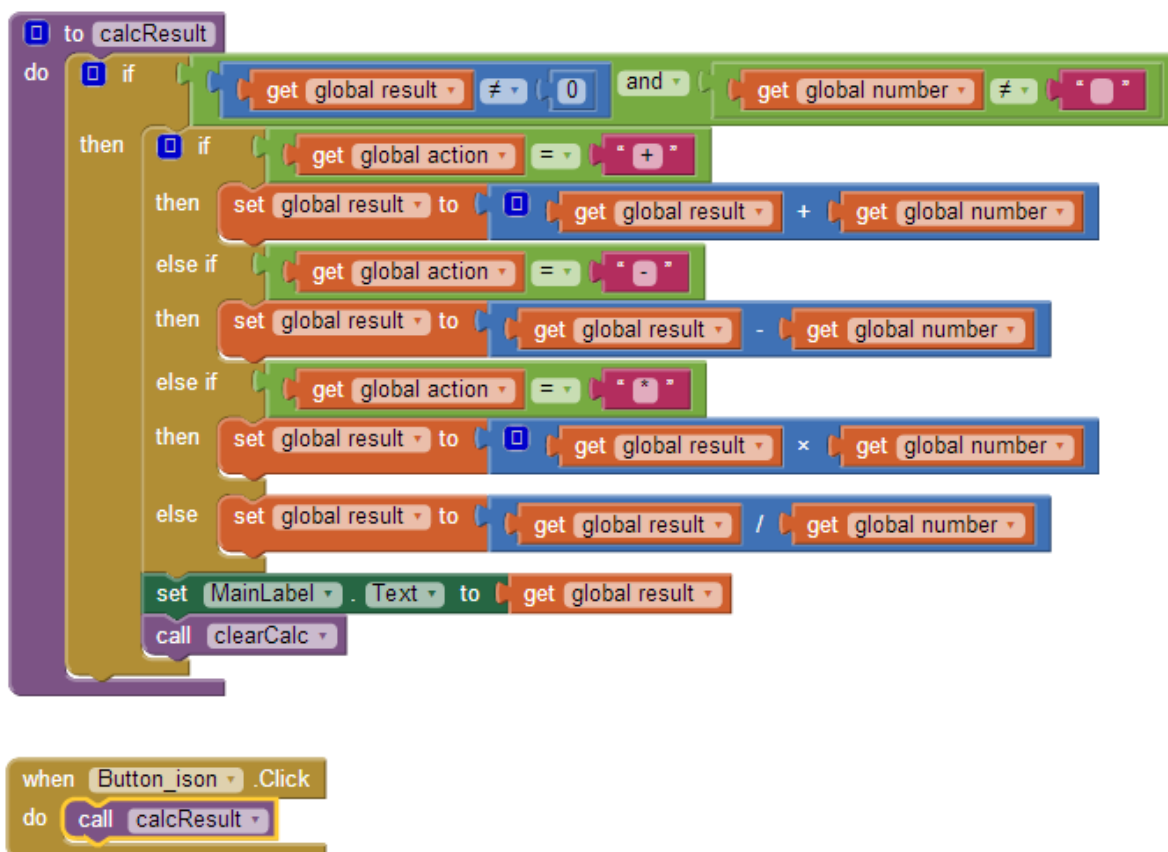 to calcResult
do if get global result ≠ 0 and get global number ≠ “ ”
then if get global action = “ + ”
then set global result to get global result + get global number
else if get global action = “ - ”
then set global result to get global result - get global number
else if get global action = “ * ”
then set global result to get global result × get global number
else set global result to get global result / get global number
set MainLabel . Text to get global result
call clearCalc
when Button_ison .Click
do call calcResult